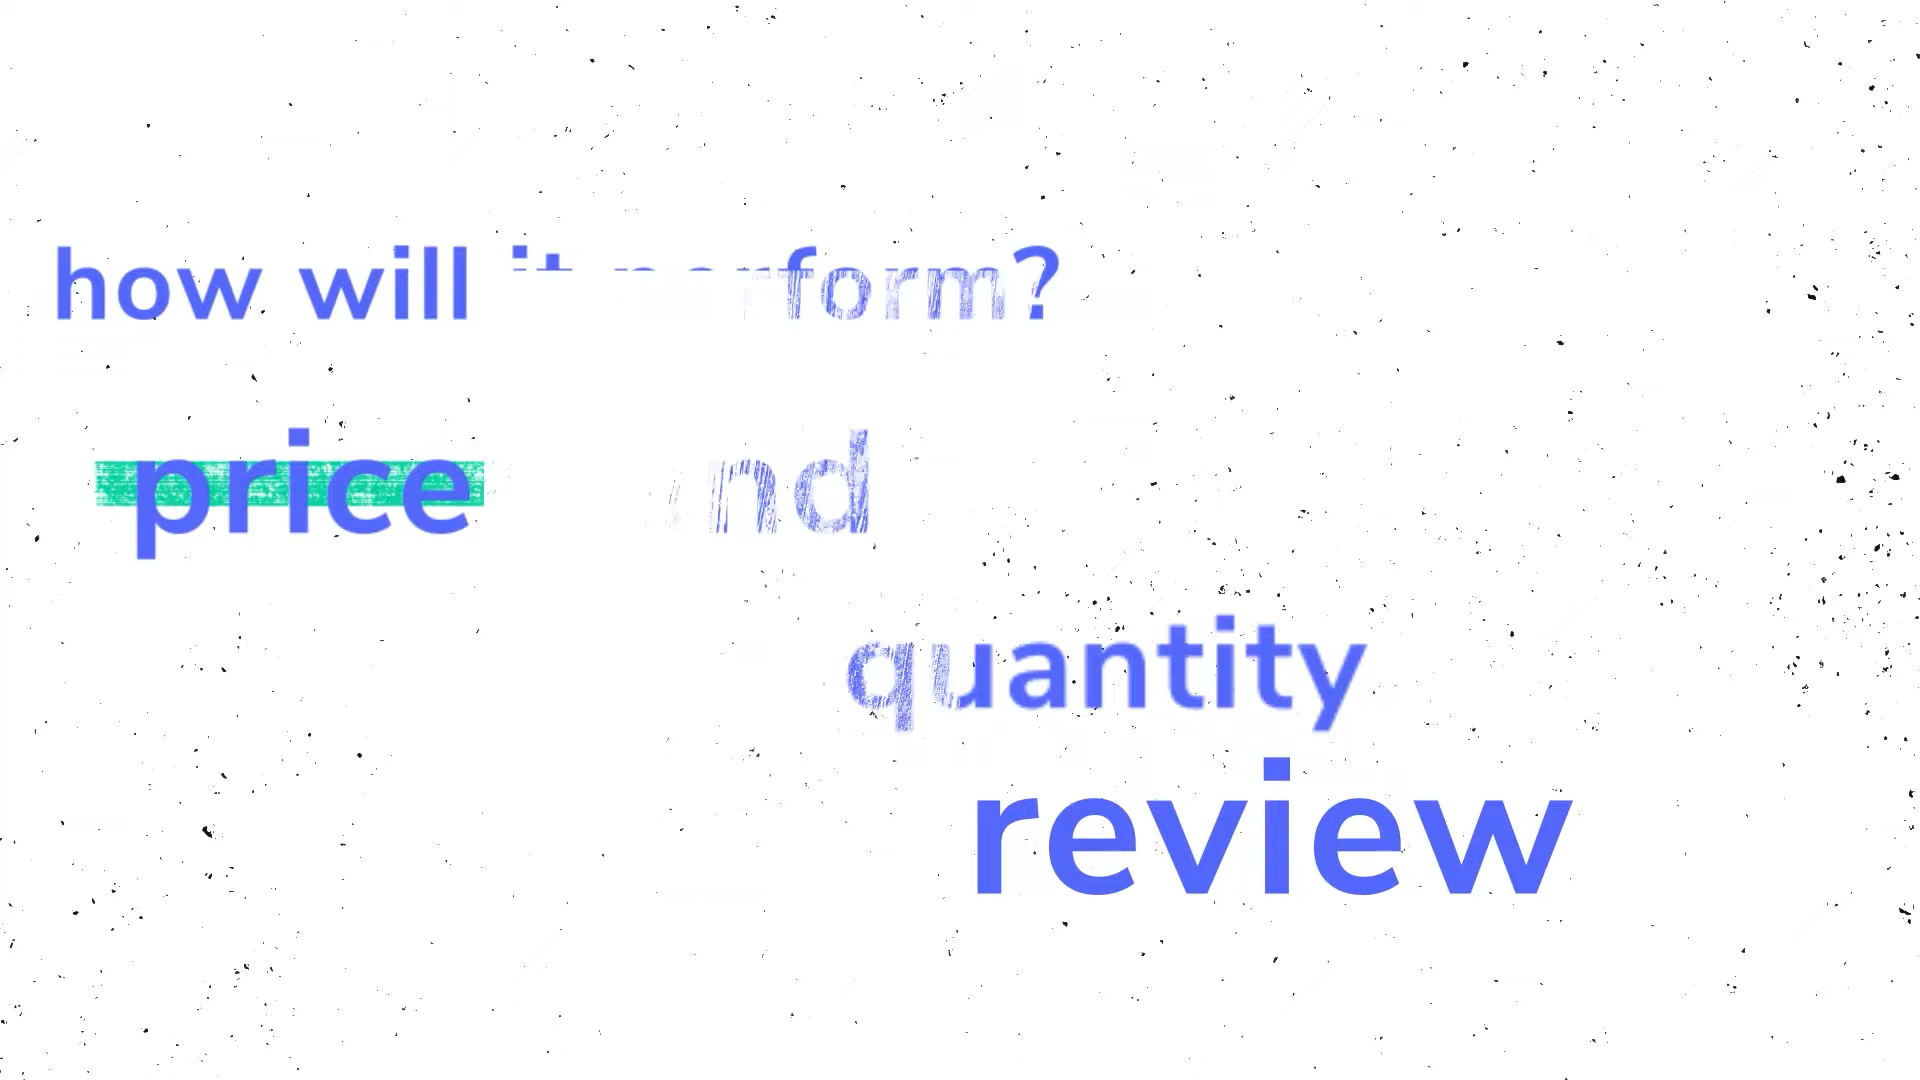 how will it perform?
price and
quantity
review